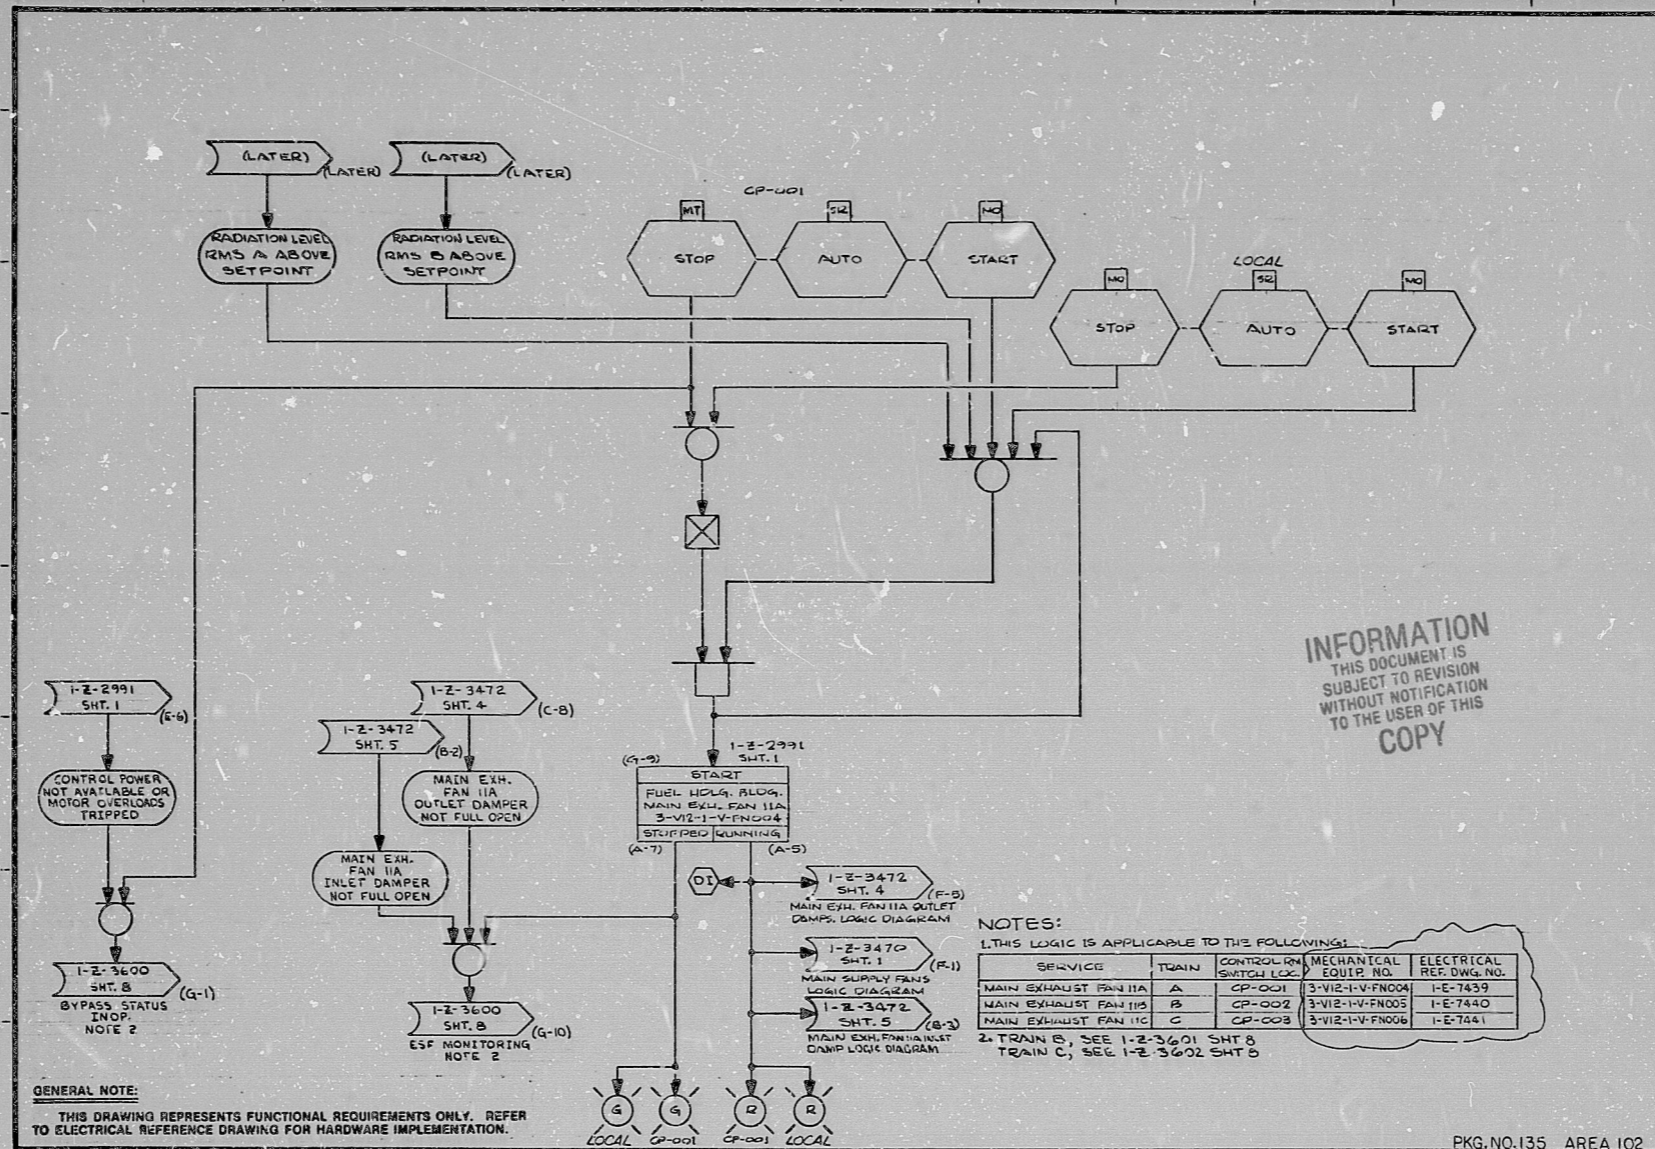 (LATER)
(LATER)
(LATER)
(LATER)
RADIATION LEVEL
RMS A ABOVE
SETPOINT
RADIATION LEVEL
RMS B ABOVE
SETPOINT
CP-001
MT
SR
MO
STOP
AUTO
START
LOCAL
MO
SR
MO
STOP
AUTO
START
INFORMATION
THIS DOCUMENT IS
SUBJECT TO REVISION
WITHOUT NOTIFICATION
TO THE USER OF THIS
COPY
1-Z-2991
SHT. 1
(E-6)
1-Z-3472
SHT. 4
(C-8)
1-Z-3472
SHT. 5
(B-2)
CONTROL POWER
NOT AVAILABLE OR
MOTOR OVERLOADS
TRIPPED
MAIN EXH.
FAN 11A
OUTLET DAMPER
NOT FULL OPEN
MAIN EXH.
FAN 11A
INLET DAMPER
NOT FULL OPEN
1-Z-2991
SHT. 1
(G-9)
START
FUEL HDLG. BLDG.
MAIN EXH. FAN 11A
3-V12-1-V-FN004
STOPPED RUNNING
(A-7)
(A-5)
DI
1-Z-3472
SHT. 4
(F-5)
MAIN EXH. FAN 11A OUTLET
DAMPS. LOGIC DIAGRAM
1-Z-3470
SHT. 1
(F-1)
MAIN SUPPLY FANS
LOGIC DIAGRAM
1-Z-3472
SHT. 5
(B-3)
MAIN EXH. FAN 11A INLET
DAMP LOGIC DIAGRAM
1-Z-3600
SHT. 8
(G-1)
BYPASS STATUS
INOP.
NOTE 2
1-Z-3600
SHT. 8
(G-10)
ESF MONITORING
NOTE 2
G
G
R
R
LOCAL
CP-001
CP-001
LOCAL
NOTES:
1. THIS LOGIC IS APPLICABLE TO THE FOLLOWING:
SERVICE TRAIN CONTROL RM SWITCH LOC. MECHANICAL EQUIP. NO. ELECTRICAL REF. DWG. NO.
MAIN EXHAUST FAN 11A A CP-001 3-V12-1-V-FN004 1-E-7439
MAIN EXHAUST FAN 11B B CP-002 3-V12-1-V-FN005 1-E-7440
MAIN EXHAUST FAN 11C C CP-003 3-V12-1-V-FN006 1-E-7441
2. TRAIN B, SEE 1-Z-3601 SHT 8
TRAIN C, SEE 1-Z-3602 SHT 8
GENERAL NOTE:
THIS DRAWING REPRESENTS FUNCTIONAL REQUIREMENTS ONLY. REFER
TO ELECTRICAL REFERENCE DRAWING FOR HARDWARE IMPLEMENTATION.
PKG. NO. 135 AREA 102